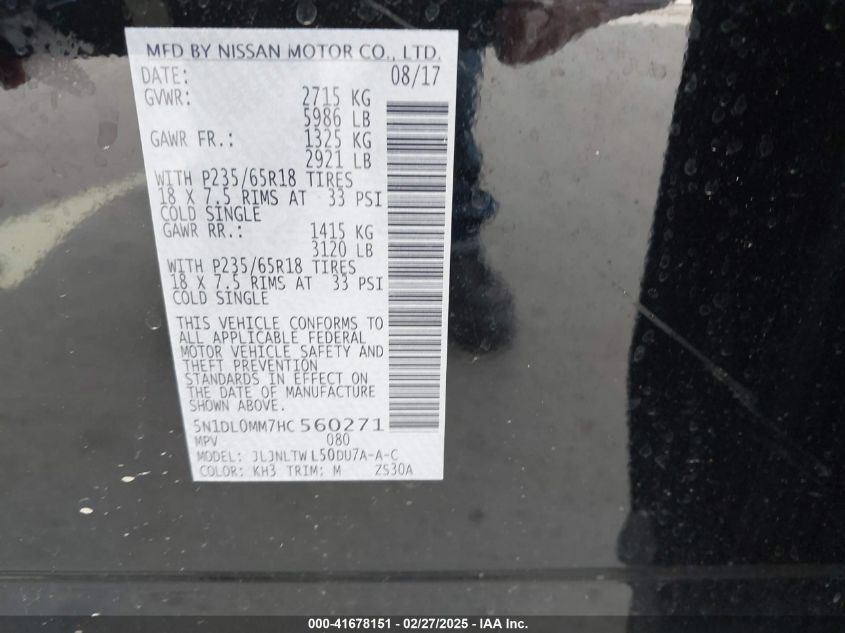 MFD BY NISSAN MOTOR CO., LTD.
DATE: 08/17
GVWR: 2715 KG
5986 LB
GAWR FR.: 1325 KG
2921 LB
WITH P235/65R18 TIRES
18 X 7.5 RIMS AT 33 PSI
COLD SINGLE
GAWR RR.: 1415 KG
3120 LB
WITH P235/65R18 TIRES
18 X 7.5 RIMS AT 33 PSI
COLD SINGLE
THIS VEHICLE CONFORMS TO
ALL APPLICABLE FEDERAL
MOTOR VEHICLE SAFETY AND
THEFT PREVENTION
STANDARDS IN EFFECT ON
THE DATE OF MANUFACTURE
SHOWN ABOVE.
5N1DL0MM7HC560271
MPV 080
MODEL: JLJNLTWL50DU7A-A-C
COLOR: KH3 TRIM: M ZS30A
000-41678151 - 02/27/2025 - IAA Inc.